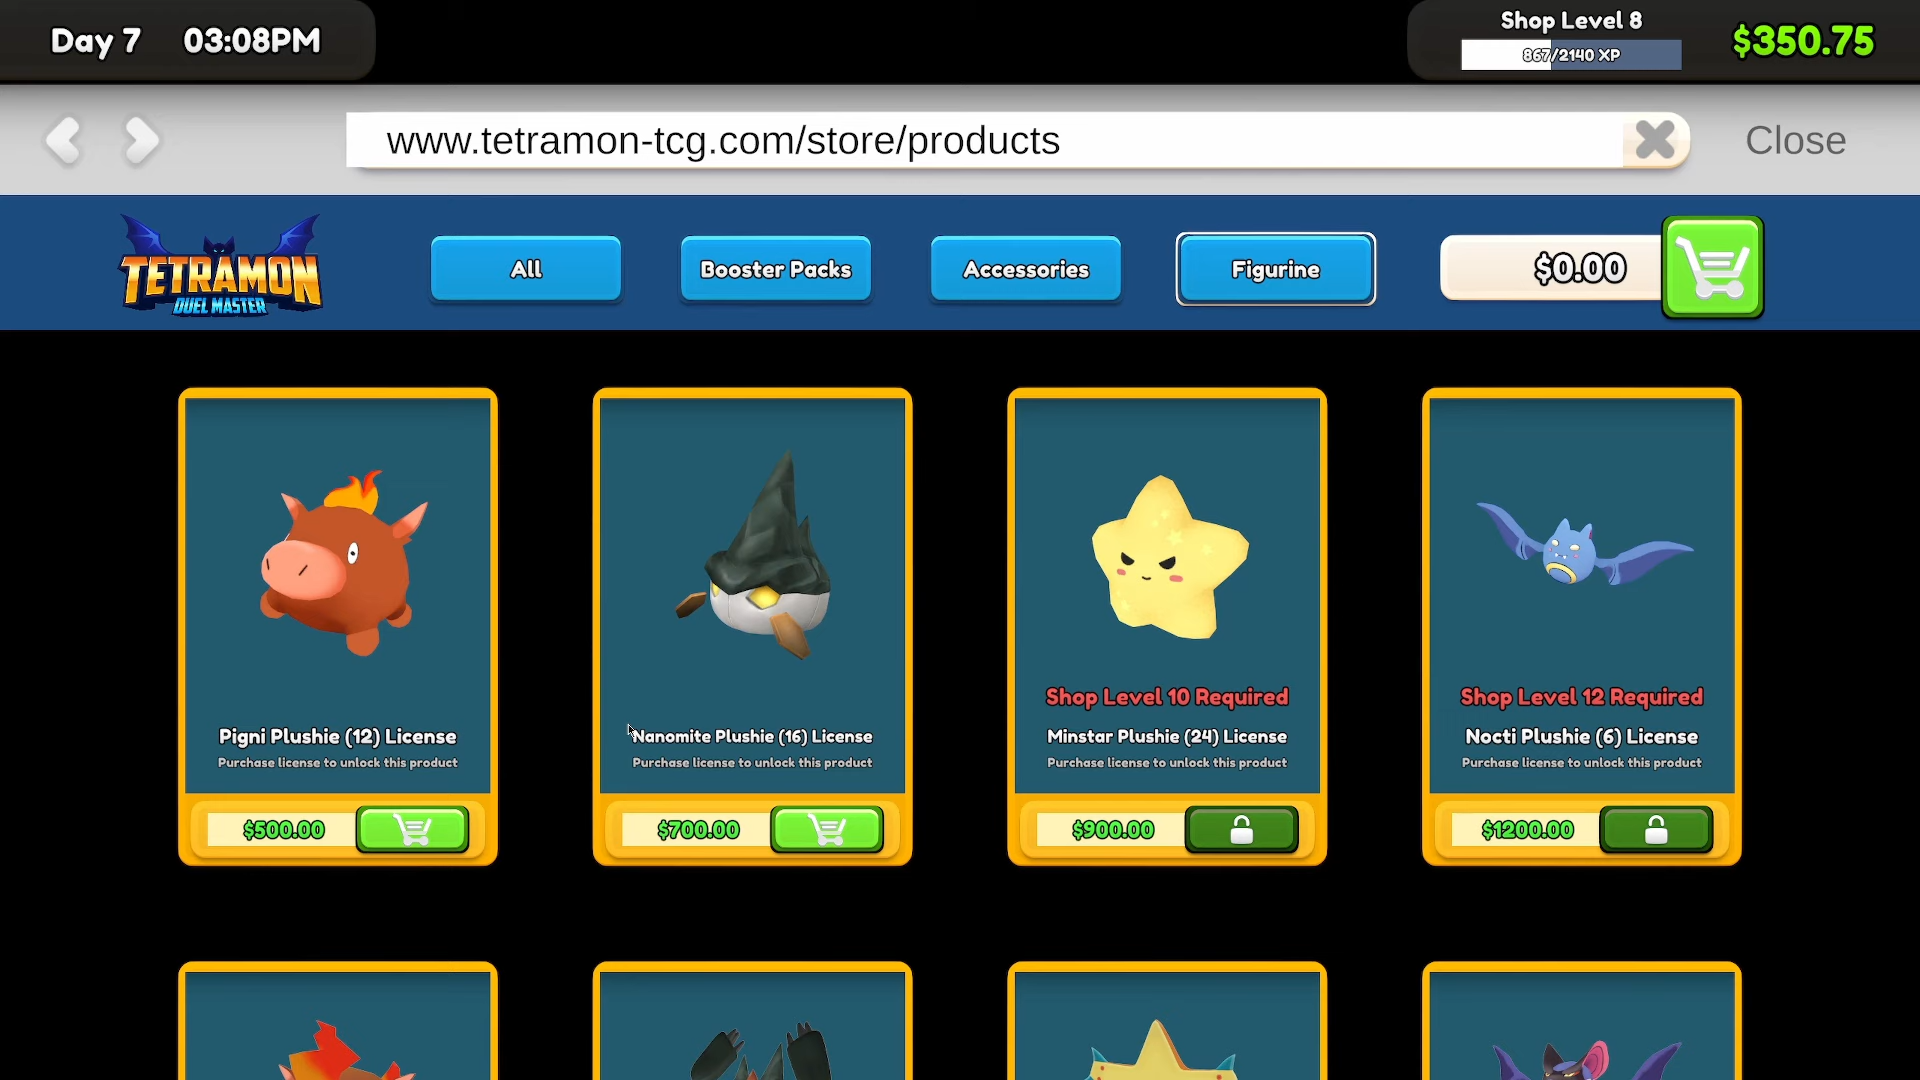 Day 7 03:08PM
Shop Level 8
867/2140 XP
$350.75
www.tetramon-tcg.com/store/products
Close
TETRAMON
DUEL MASTER
All
Booster Packs
Accessories
Figurine
$0.00
Pigni Plushie (12) License
Purchase license to unlock this product
$500.00
Nanomite Plushie (16) License
Purchase license to unlock this product
$700.00
Shop Level 10 Required
Minstar Plushie (24) License
Purchase license to unlock this product
$900.00
Shop Level 12 Required
Nocti Plushie (6) License
Purchase license to unlock this product
$1200.00